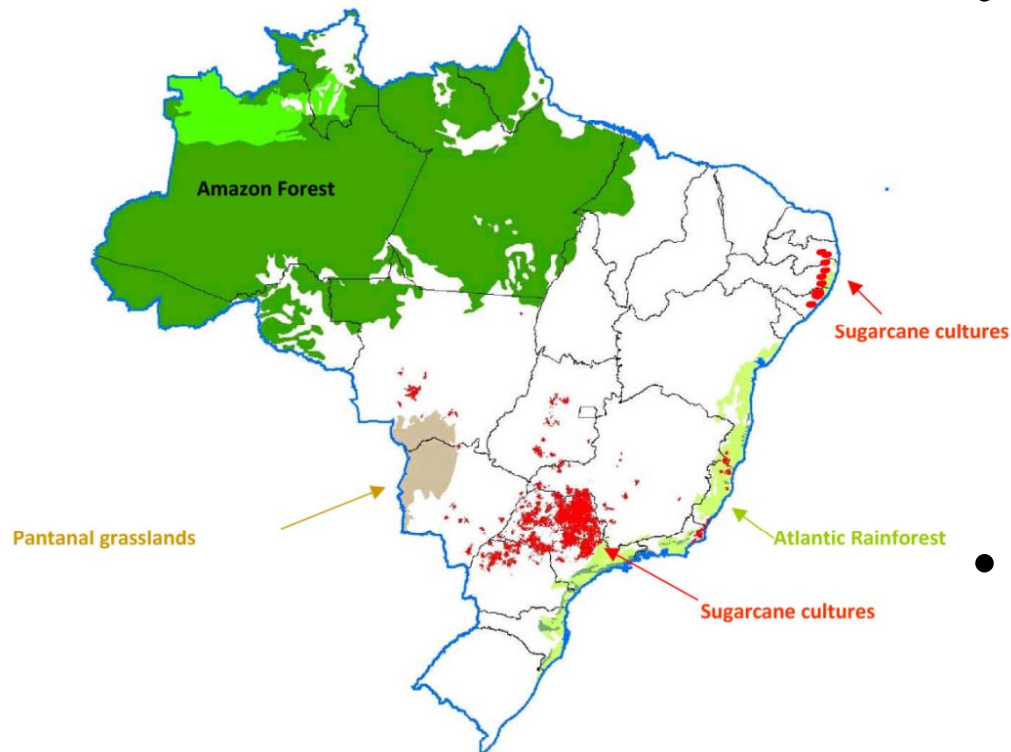 Amazon Forest
Sugarcane cultures
Pantanal grasslands
Atlantic Rainforest
Sugarcane cultures